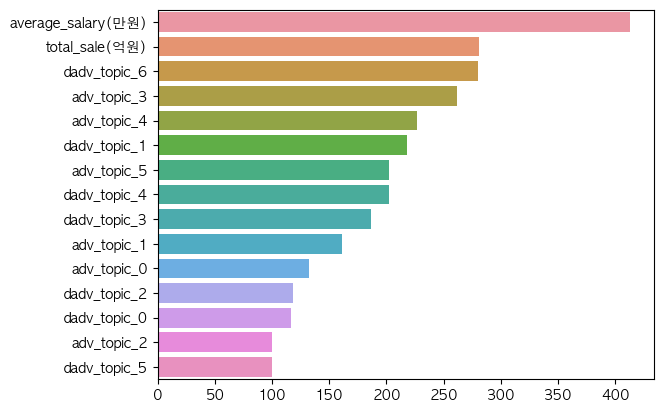 average_salary(만원)
total_sale(억원)
dadv_topic_6
adv_topic_3
adv_topic_4
dadv_topic_1
adv_topic_5
dadv_topic_4
dadv_topic_3
adv_topic_1
adv_topic_0
dadv_topic_2
dadv_topic_0
adv_topic_2
dadv_topic_5
0 50 100 150 200 250 300 350 400